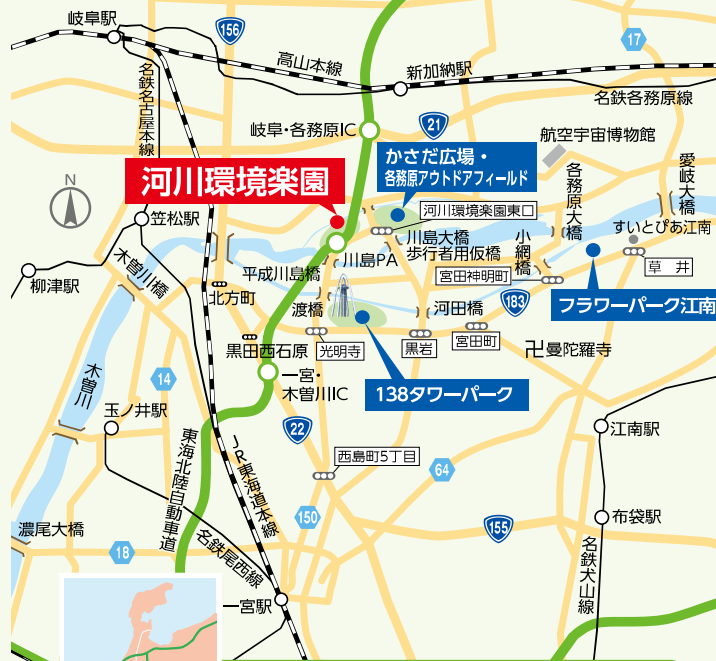 岐阜駅
156
17
高山本線
新加納駅
名鉄名古屋本線
名鉄各務原線
岐阜・各務原IC
21
航空宇宙博物館
かさだ広場・
各務原アウトドアフィールド
河川環境楽園
各務原大橋
愛岐大橋
N
河川環境楽園東口
笠松駅
川島大橋
歩行者用仮橋
小網橋
すいとぴあ江南
木曽川橋
平成川島橋
川島PA
草井
柳津駅
宮田神明町
北方町
渡橋
183
フラワーパーク江南
河田橋
黒田西石原
光明寺
黒岩
宮田町
卍曼陀羅寺
木曽川
14
一宮・
木曽川IC
138タワーパーク
玉ノ井駅
22
江南駅
東海北陸自動車道
JR東海道本線
西島町5丁目
64
濃尾大橋
150
155
布袋駅
18
名鉄尾西線
名鉄犬山線
一宮駅